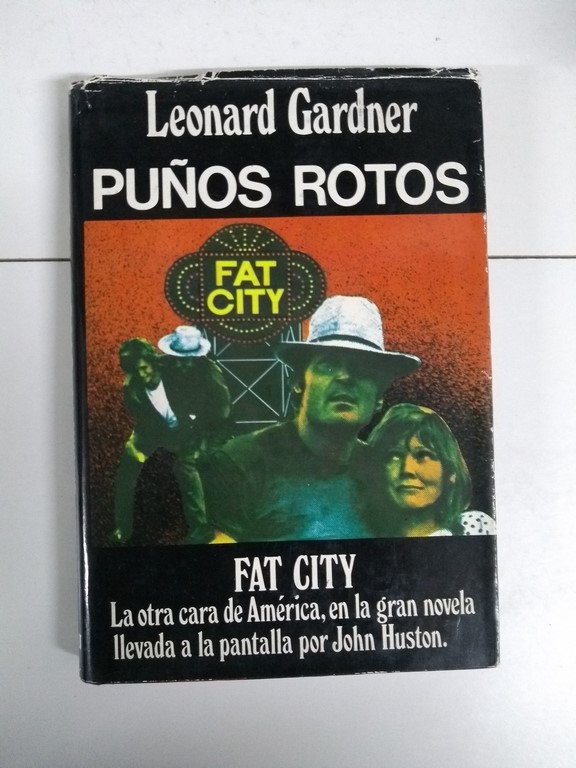 Leonard Gardner
PUÑOS ROTOS
FAT
CITY
FAT CITY
La otra cara de América, en la gran novela
llevada a la pantalla por John Huston.